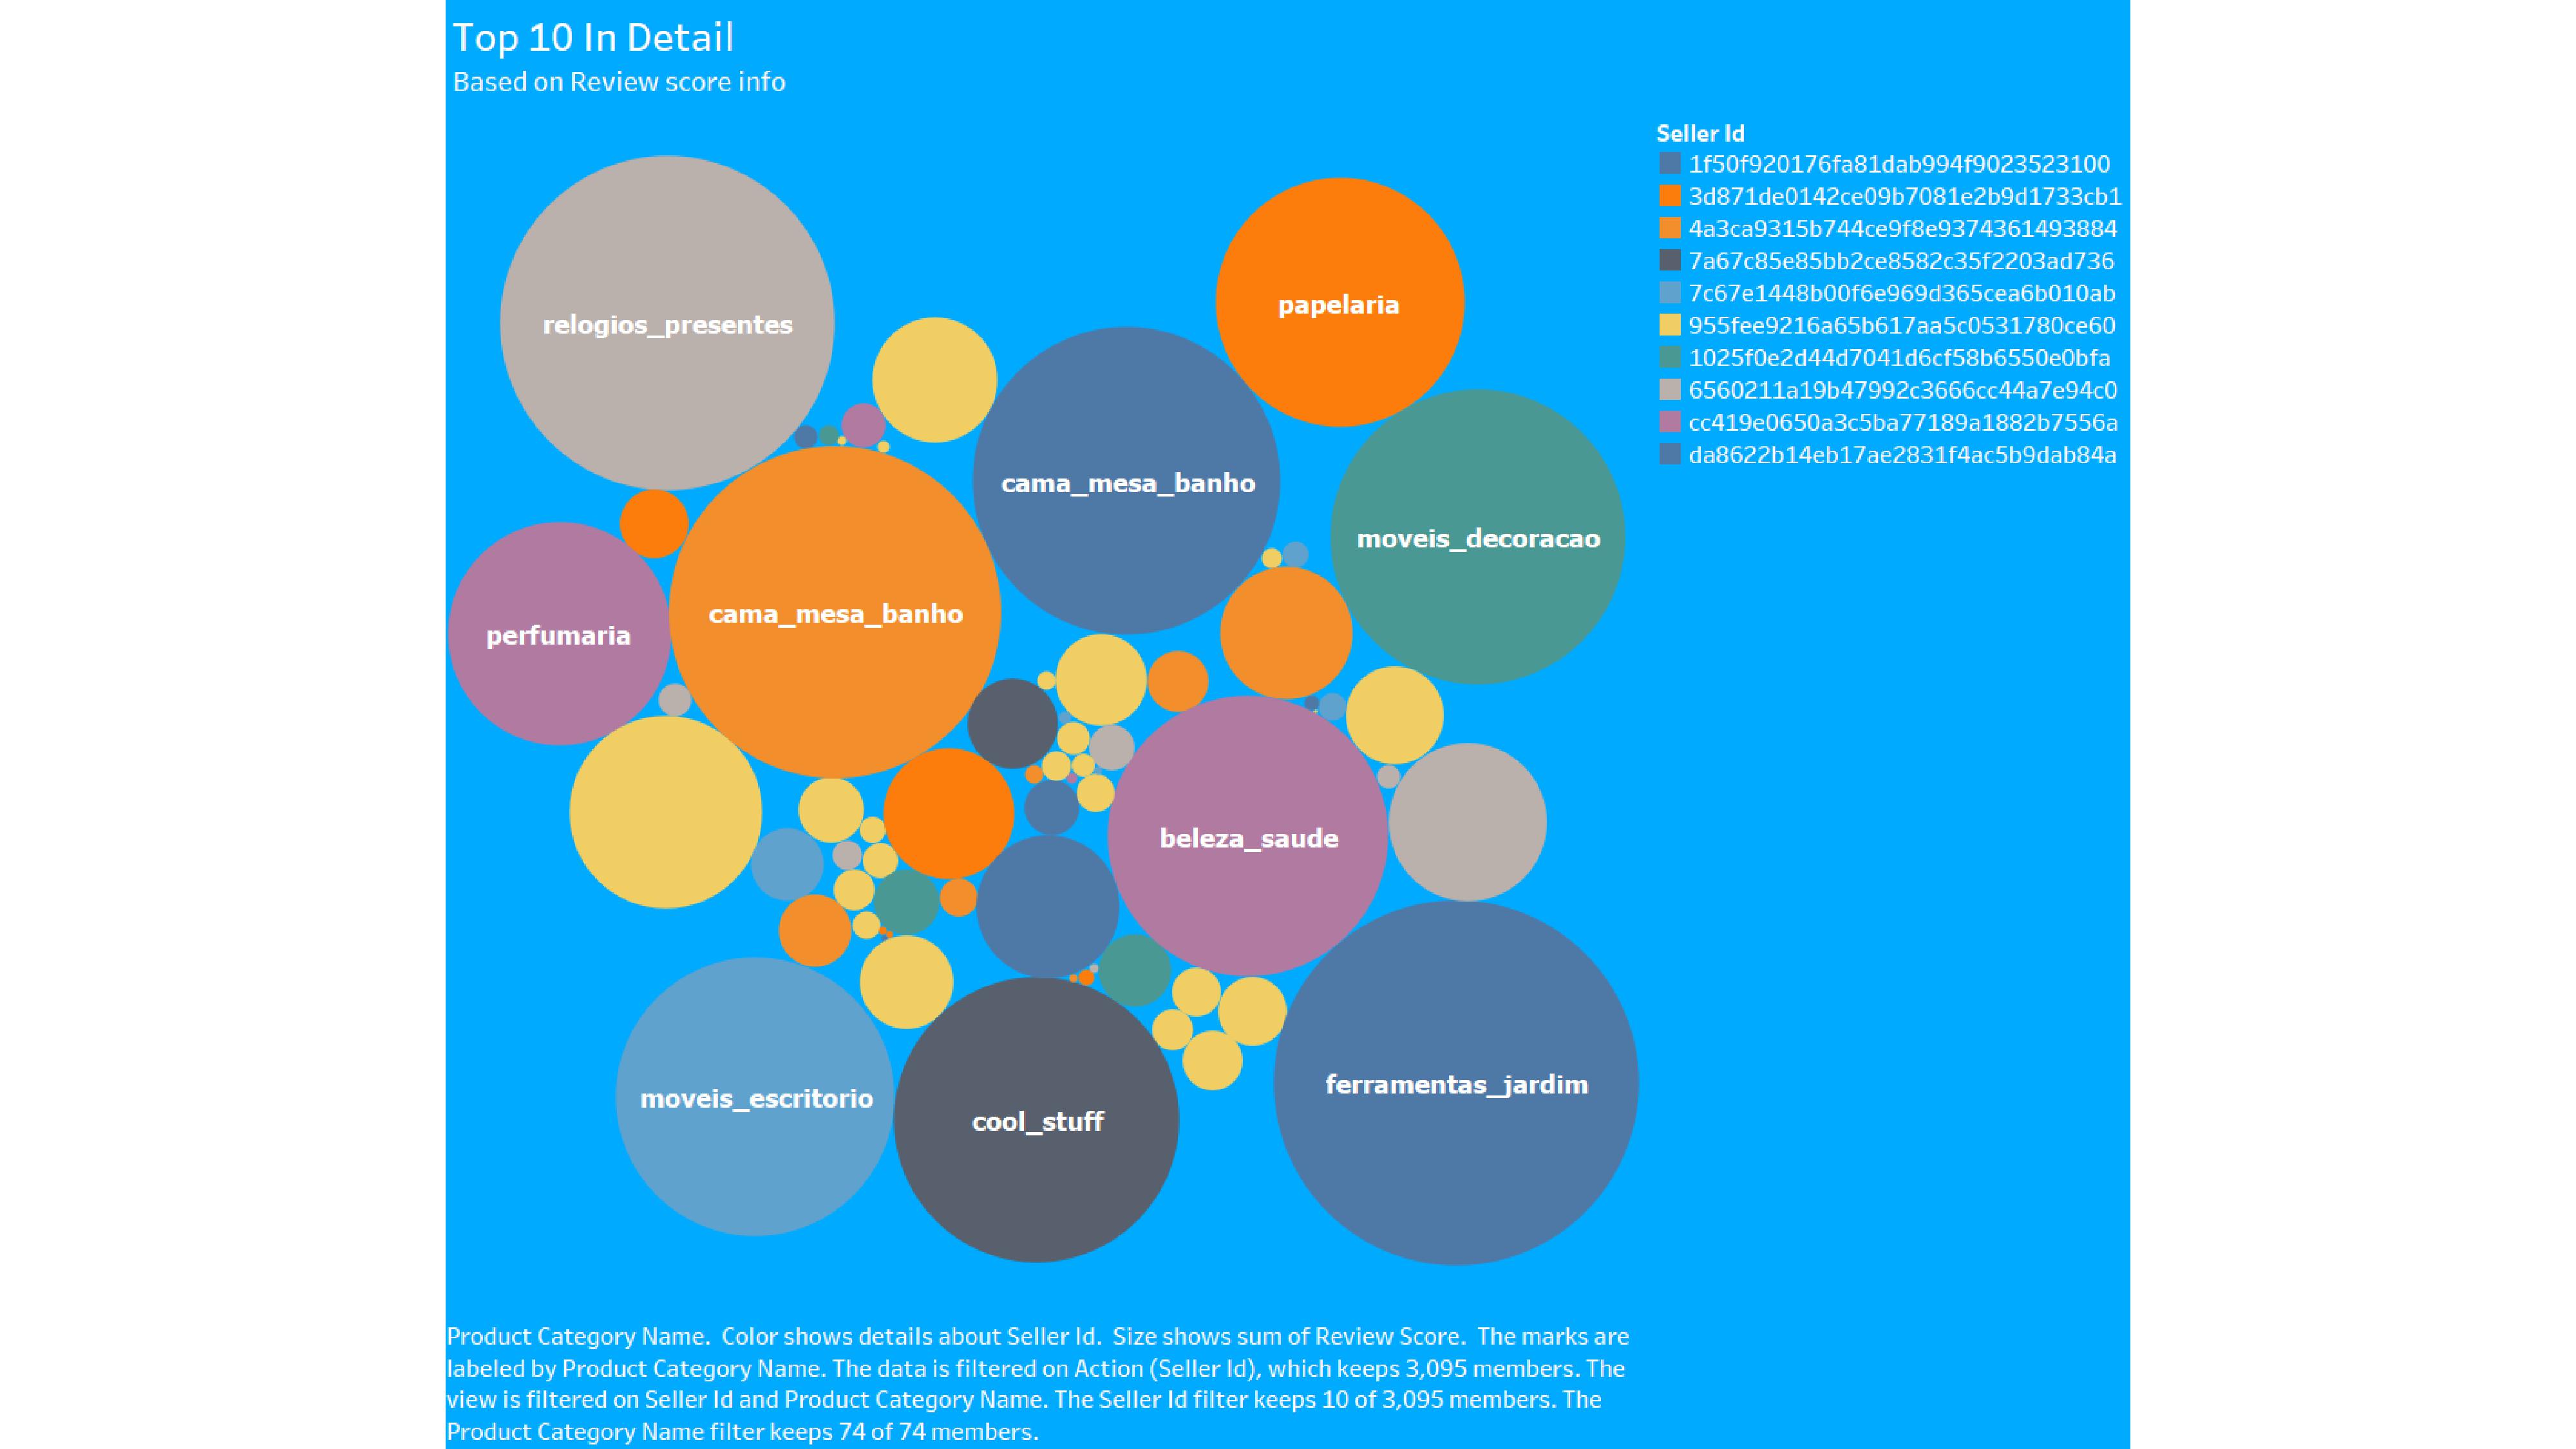 Top 10 In Detail
Based on Review score info
Seller Id
1f50f920176fa81dab994f9023523100
3d871de0142ce09b7081e2b9d1733cb1
4a3ca9315b744ce9f8e9374361493884
7a67c85e85bb2ce8582c35f2203ad736
7c67e1448b00f6e969d365cea6b010ab
955fee9216a65b617aa5c0531780ce60
1025f0e2d44d7041d6cf58b6550e0bfa
6560211a19b47992c3666cc44a7e94c0
cc419e0650a3c5ba77189a1882b7556a
da8622b14eb17ae2831f4ac5b9dab84a
relogios_presentes
papelaria
cama_mesa_banho
moveis_decoracao
cama_mesa_banho
perfumaria
beleza_saude
moveis_escritorio
cool_stuff
ferramentas_jardim
Product Category Name. Color shows details about Seller Id. Size shows sum of Review Score. The marks are
labeled by Product Category Name. The data is filtered on Action (Seller Id), which keeps 3,095 members. The
view is filtered on Seller Id and Product Category Name. The Seller Id filter keeps 10 of 3,095 members. The
Product Category Name filter keeps 74 of 74 members.